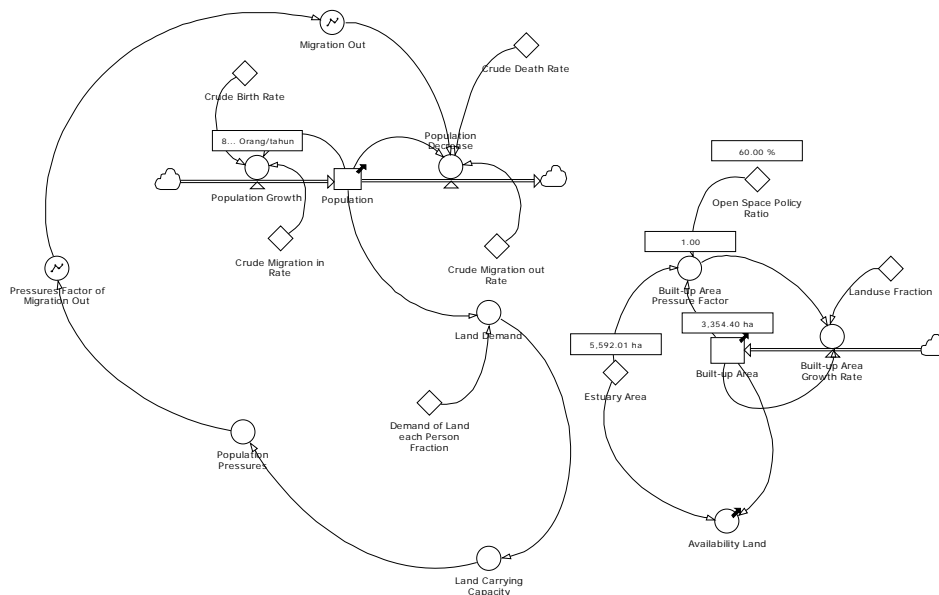 Migration Out
Crude Death Rate
Crude Birth Rate
8... Orang/tahun
Population
Decrease
Population Growth
Population
Crude Migration in
Rate
Crude Migration out
Rate
Pressures Factor of
Migration Out
Land Demand
Demand of Land
each Person
Fraction
Population
Pressures
Land Carrying
Capacity
60.00 %
Open Space Policy
Ratio
1.00
Built-up Area
Pressure Factor
Landuse Fraction
3,354.40 ha
5,592.01 ha
Built-up Area
Built-up Area
Growth Rate
Estuary Area
Availability Land